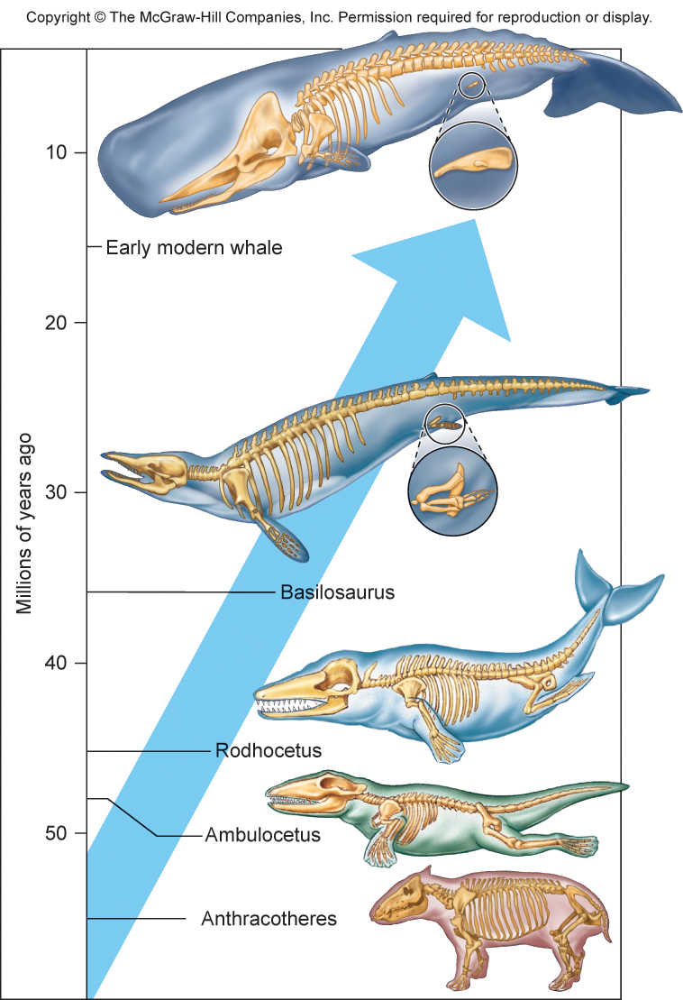 Copyright © The McGraw-Hill Companies, Inc. Permission required for reproduction or display.
10
Early modern whale
20
Millions of years ago
30
Basilosaurus
40
Rodhocetus
Ambulocetus
50
Anthracotheres